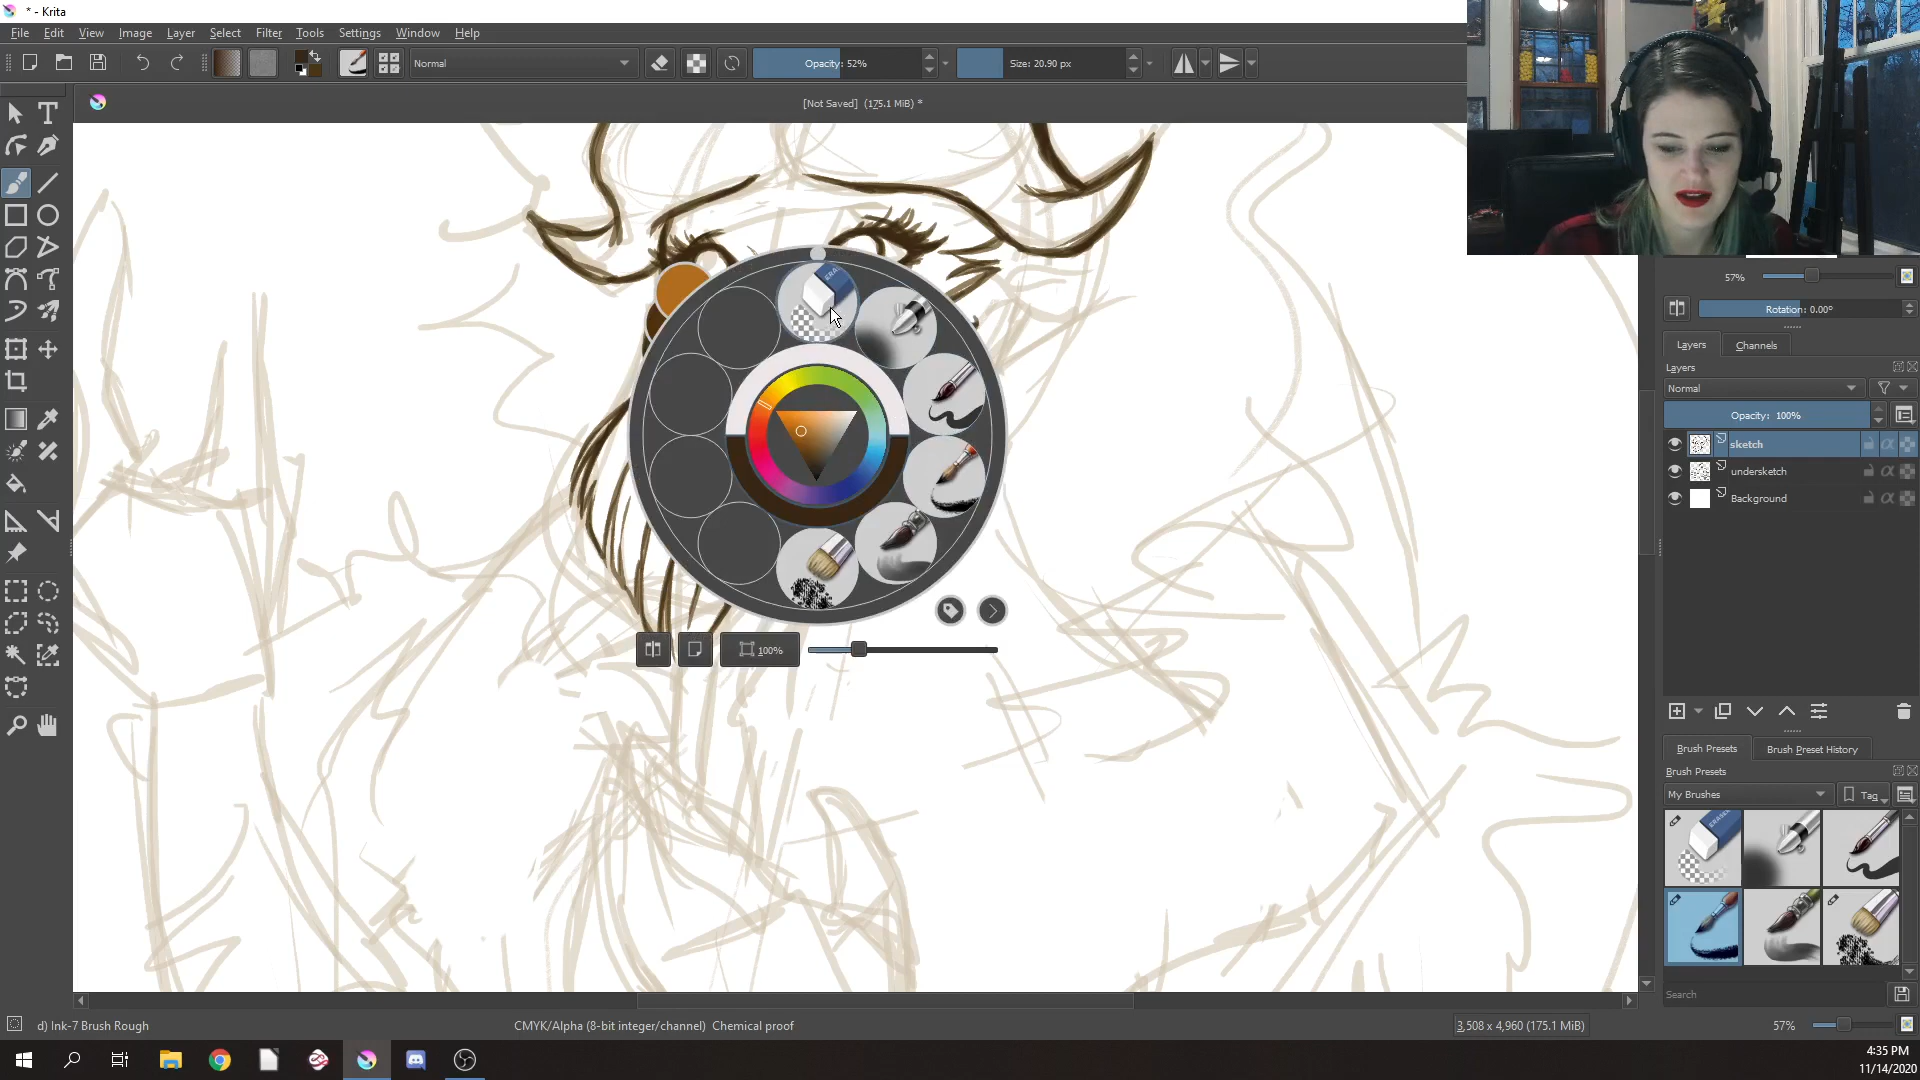 * - Krita
File Edit View Image Layer Select Filter Tools Settings Window Help
Normal
Opacity: 52%
Size: 20.90 px
[Not Saved] (175.1 MiB) *
57%
Rotation: 0.00°
Layers Channels
Layers
Normal
Opacity: 100%
sketch
undersketch
Background
100%
Brush Presets Brush Preset History
Brush Presets
My Brushes
Tag
Search
d) Ink-7 Brush Rough
CMYK/Alpha (8-bit integer/channel) Chemical proof
3,508 x 4,960 (175.1 MiB)
57%
4:35 PM
11/14/2020